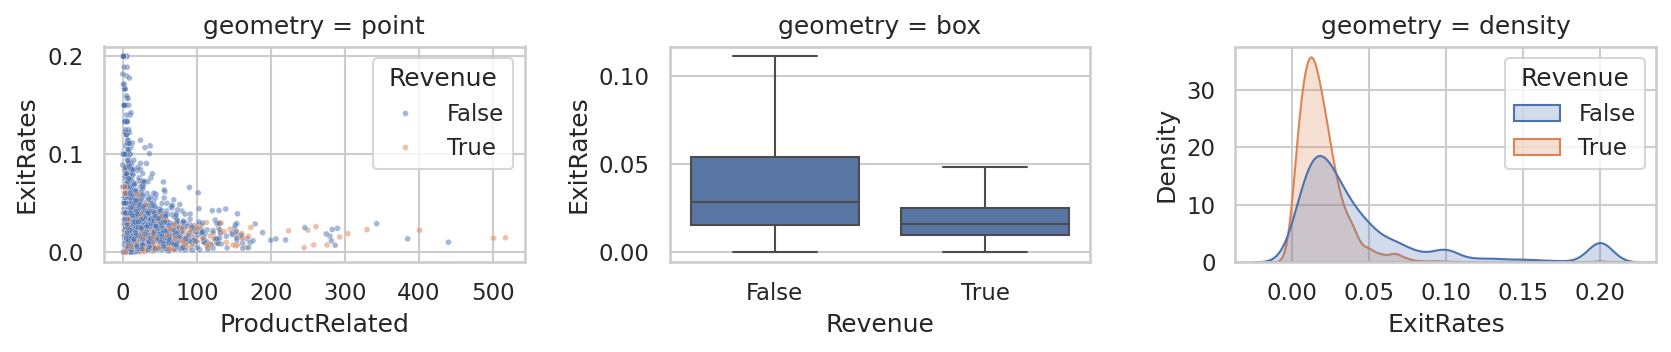 geometry = point
ExitRates
0.2
0.1
0.0
Revenue
False
True
0 100 200 300 400 500
ProductRelated
geometry = box
ExitRates
0.10
0.05
0.00
False True
Revenue
geometry = density
Density
30
20
10
0
Revenue
False
True
0.00 0.05 0.10 0.15 0.20
ExitRates